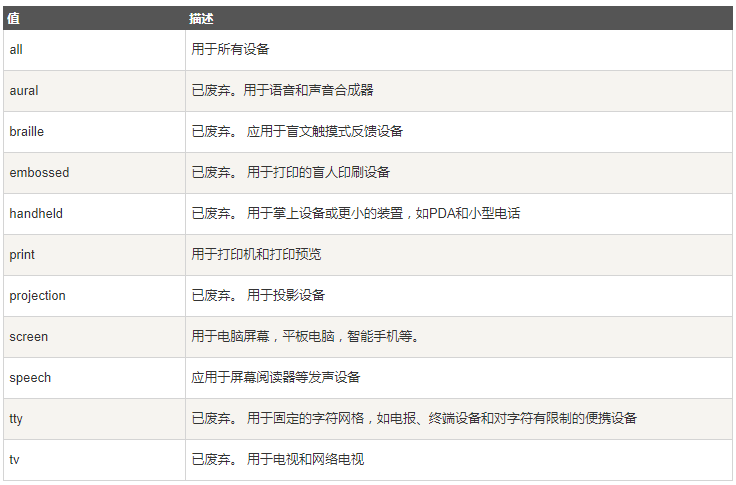 值 描述
all 用于所有设备
aural 已废弃。用于语音和声音合成器
braille 已废弃。 应用于盲文触摸式反馈设备
embossed 已废弃。 用于打印的盲人印刷设备
handheld 已废弃。 用于掌上设备或更小的装置，如PDA和小型电话
print 用于打印机和打印预览
projection 已废弃。 用于投影设备
screen 用于电脑屏幕，平板电脑，智能手机等。
speech 应用于屏幕阅读器等发声设备
tty 已废弃。 用于固定的字符网格，如电报、终端设备和对字符有限制的便携设备
tv 已废弃。 用于电视和网络电视